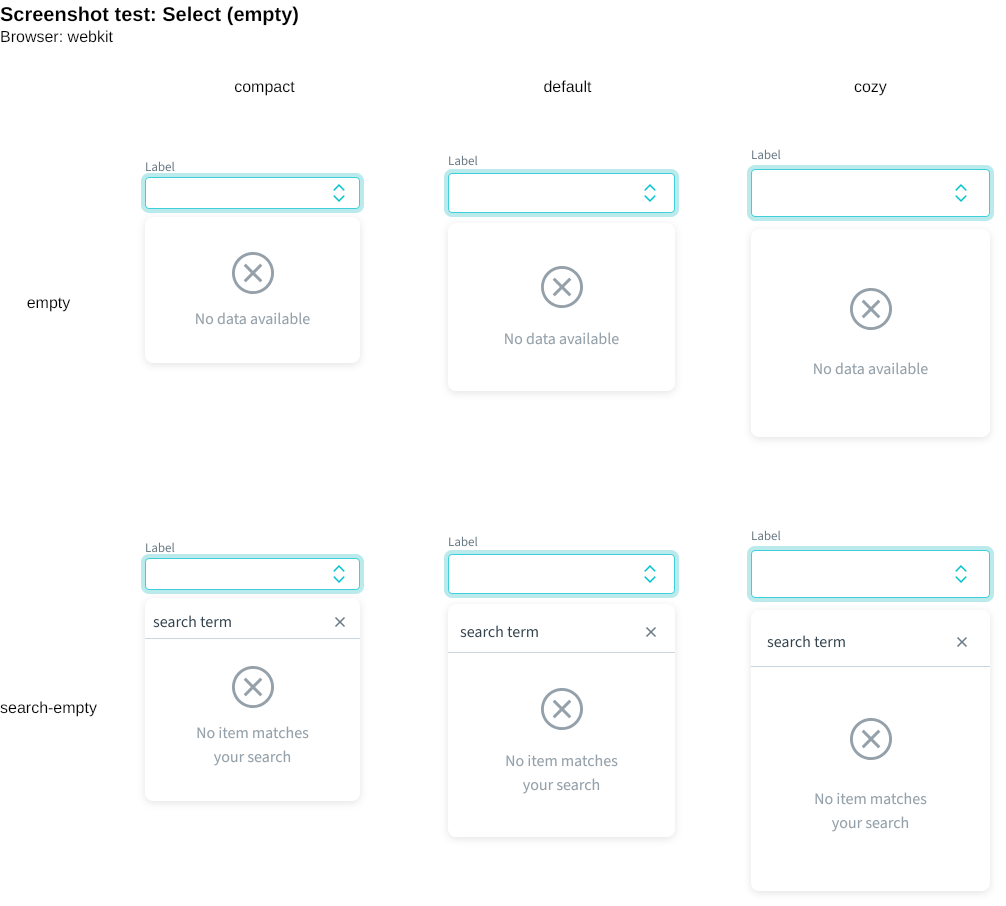 Screenshot test: Select (empty)
Browser: webkit
compact
default
cozy
empty
Label
No data available
Label
No data available
Label
No data available
search-empty
Label
search term
No item matches
your search
Label
search term
No item matches
your search
Label
search term
No item matches
your search